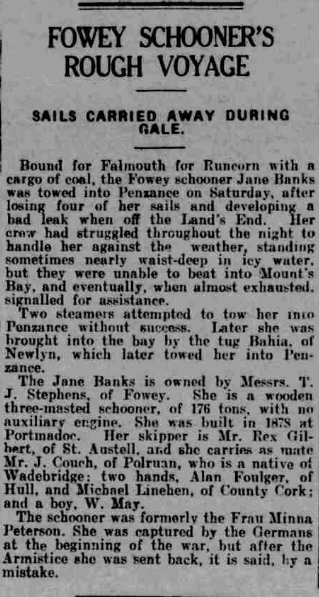 FOWEY SCHOONER'S
ROUGH VOYAGE
SAILS CARRIED AWAY DURING
GALE.
Bound for Falmouth for Runcorn with a
cargo of coal, the Fowey schooner Jane Banks
was towed into Penzance on Saturday, after
losing four of her sails and developing a
bad leak when off the Land's End. Her
crew had struggled throughout the night to
handle her against the weather, standing
sometimes nearly waist-deep in icy water,
but they were unable to beat into Mount's
Bay, and eventually, when almost exhausted,
signalled for assistance.
Two steamers attempted to tow her into
Penzance without success. Later she was
brought into the bay by the tug Bahia, of
Newlyn, which later towed her into Pen-
zance.
The Jane Banks is owned by Messrs. T.
J. Stephens, of Fowey. She is a wooden
three-masted schooner, of 176 tons, with no
auxiliary engine. She was built in 1878 at
Portmadoc. Her skipper is Mr. Rex Gil-
bert, of St. Austell, and she carries as mate
Mr. J. Couch, of Polruan, who is a native of
Wadebridge; two hands, Alan Foulger, of
Hull, and Michael Linehen, of County Cork;
and a boy, W. May.
The schooner was formerly the Frau Minna
Peterson. She was captured by the Germans
at the beginning of the war, but after the
Armistice she was sent back, it is said, by a
mistake.